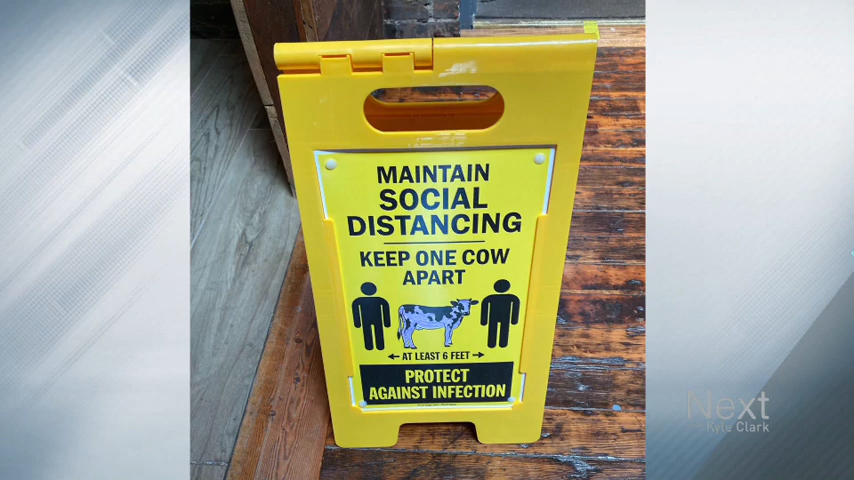 MAINTAIN
SOCIAL
DISTANCING
KEEP ONE COW
APART
AT LEAST 6 FEET
PROTECT
AGAINST INFECTION
Next
Kyle Clark